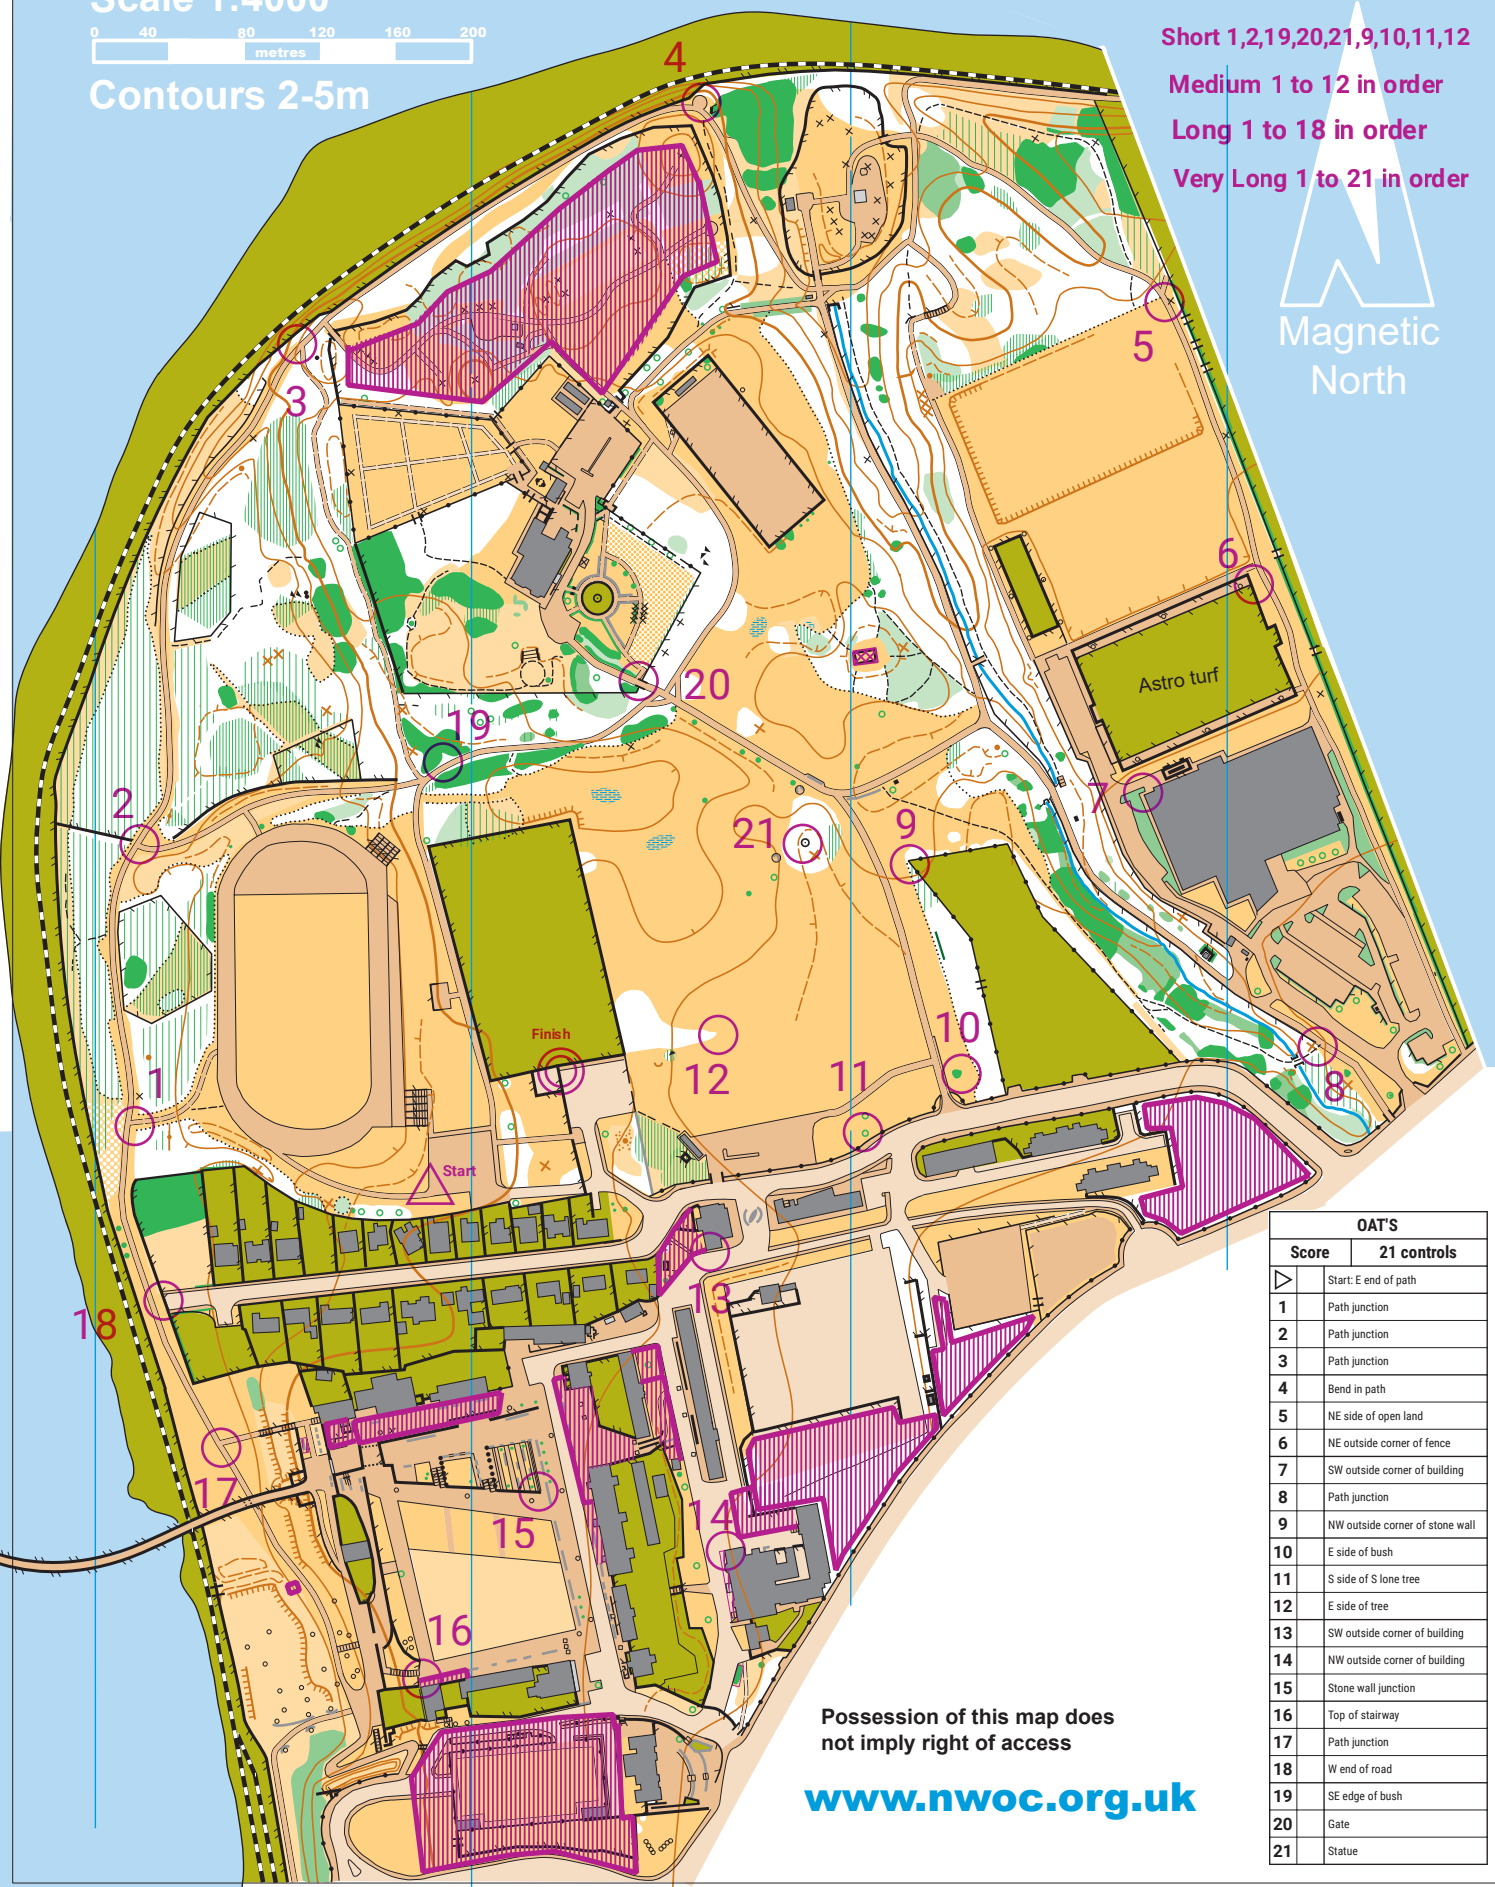 Scale 1:4000
0 40 80 120 160 200
metres
Contours 2-5m
Short 1,2,19,20,21,9,10,11,12
Medium 1 to 12 in order
Long 1 to 18 in order
Very Long 1 to 21 in order
Magnetic
North
4
5
3
6
20
Astro turf
19
2
7
21
9
Finish
10
12
11
1
8
Start
13
18
17
14
15
16
Possession of this map does
not imply right of access
www.nwoc.org.uk
OAT'S
Score 21 controls
Start: E end of path
1 Path junction
2 Path junction
3 Path junction
4 Bend in path
5 NE side of open land
6 NE outside corner of fence
7 SW outside corner of building
8 Path junction
9 NW outside corner of stone wall
10 E side of bush
11 S side of S lone tree
12 E side of tree
13 SW outside corner of building
14 NW outside corner of building
15 Stone wall junction
16 Top of stairway
17 Path junction
18 W end of road
19 SE edge of bush
20 Gate
21 Statue